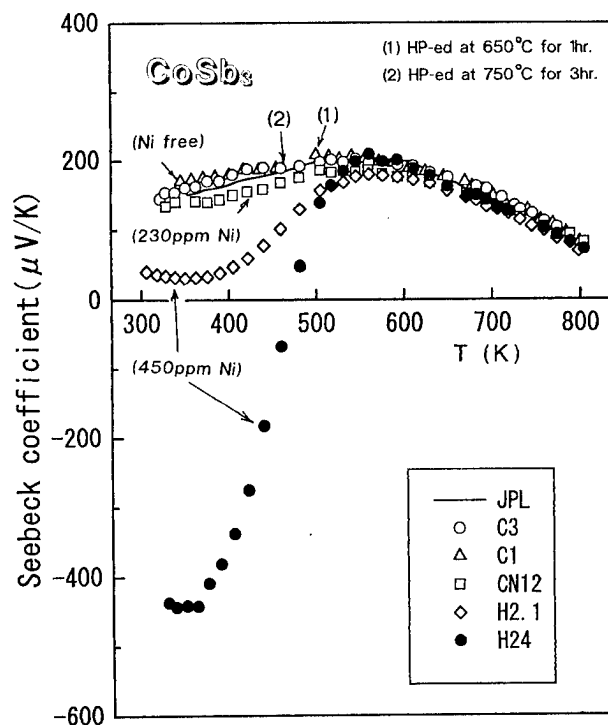 400
(1) HP-ed at 650°C for 1hr.
(2) HP-ed at 750°C for 3hr.
CoSb₃
(2)
(1)
(Ni free)
200
(230ppm Ni)
0
300 400 500 600 700 800
T (K)
(450ppm Ni)
-200
-400
-600
Seebeck coefficient (μV/K)
JPL
C3
C1
CN12
H2.1
H24